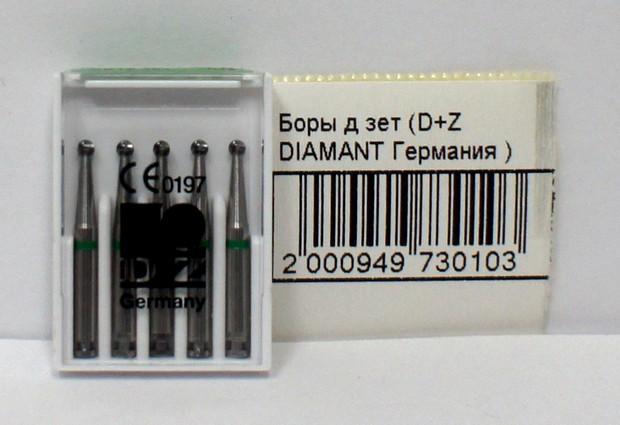 Боры д зет (D+Z
DIAMANT Германия )
2 000949 730103
CE0197
D+Z
Germany